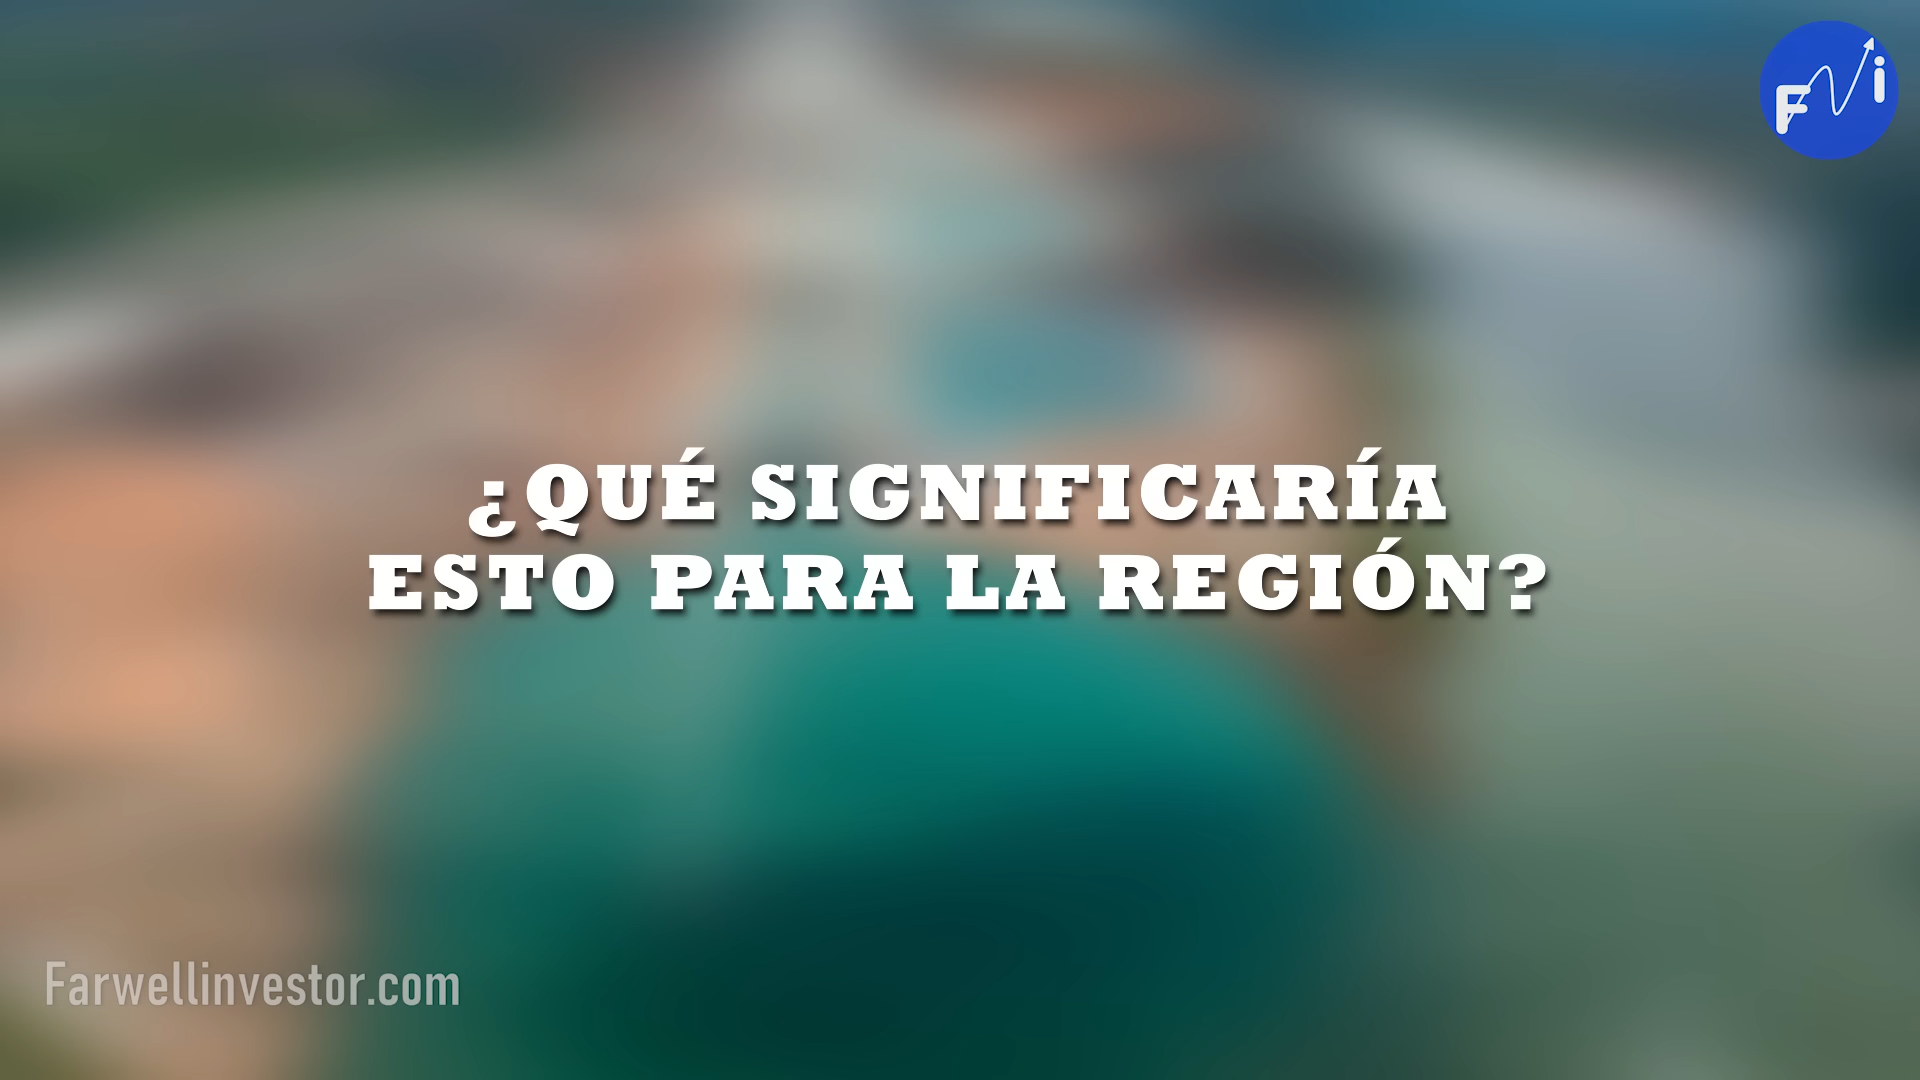 F i
¿QUÉ SIGNIFICARÍA
ESTO PARA LA REGIÓN?
Farwellinvestor.com